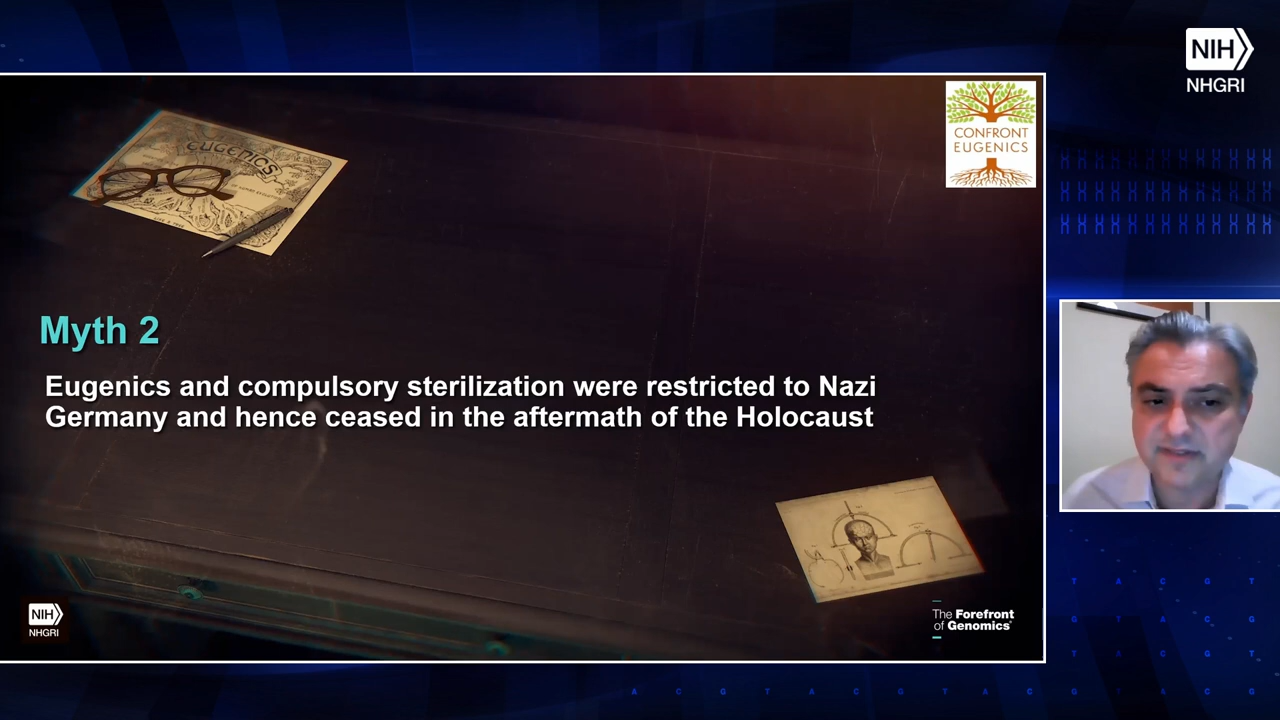 NIH
NHGRI
CONFRONT
EUGENICS
EUGENICS
Myth 2
Eugenics and compulsory sterilization were restricted to Nazi
Germany and hence ceased in the aftermath of the Holocaust
NIH
NHGRI
The Forefront
of Genomics®
T A C G T
G T A C G
T A C G T
A C G T A C G T A C G T A C G